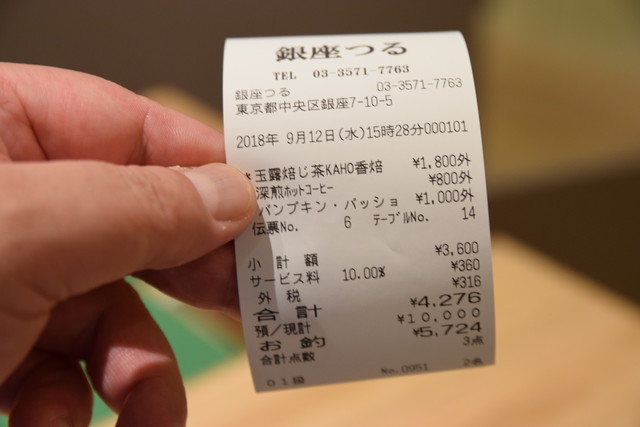 銀座つる
TEL 03-3571-7763
銀座つる 03-3571-7763
東京都中央区銀座7-10-5
2018年 9月12日(水)15時28分000101
玉露焙じ茶KAHO香焙 ¥1,800外
深煎ホットコーヒー ¥800外
パンプキン・パッショ ¥1,000外
伝票No. 6 テーブルNo. 14
小計額 ¥3,600
サービス料 10.00% ¥360
外税 ¥316
合計 ¥4,276
預/現計 ¥10,000
お釣 ¥5,724
合計点数 3点
No.0951 2名